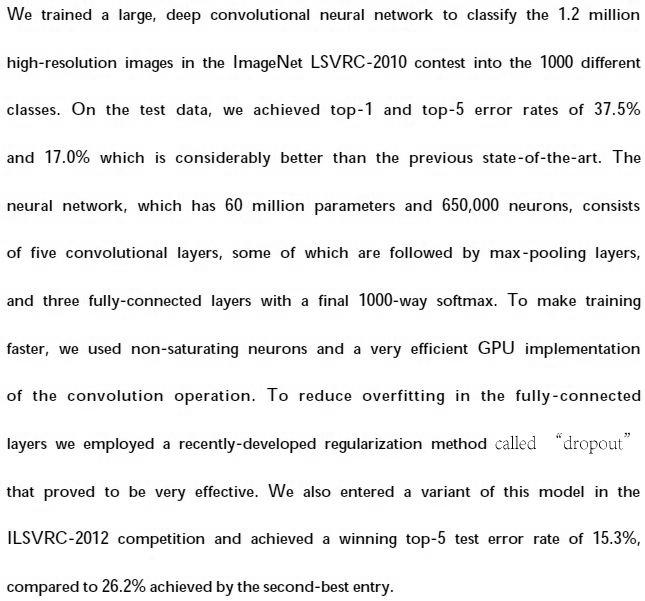 We trained a large, deep convolutional neural network to classify the 1.2 million
high-resolution images in the ImageNet LSVRC-2010 contest into the 1000 different
classes. On the test data, we achieved top-1 and top-5 error rates of 37.5%
and 17.0% which is considerably better than the previous state-of-the-art. The
neural network, which has 60 million parameters and 650,000 neurons, consists
of five convolutional layers, some of which are followed by max-pooling layers,
and three fully-connected layers with a final 1000-way softmax. To make training
faster, we used non-saturating neurons and a very efficient GPU implementation
of the convolution operation. To reduce overfitting in the fully-connected
layers we employed a recently-developed regularization method called “dropout”
that proved to be very effective. We also entered a variant of this model in the
ILSVRC-2012 competition and achieved a winning top-5 test error rate of 15.3%,
compared to 26.2% achieved by the second-best entry.